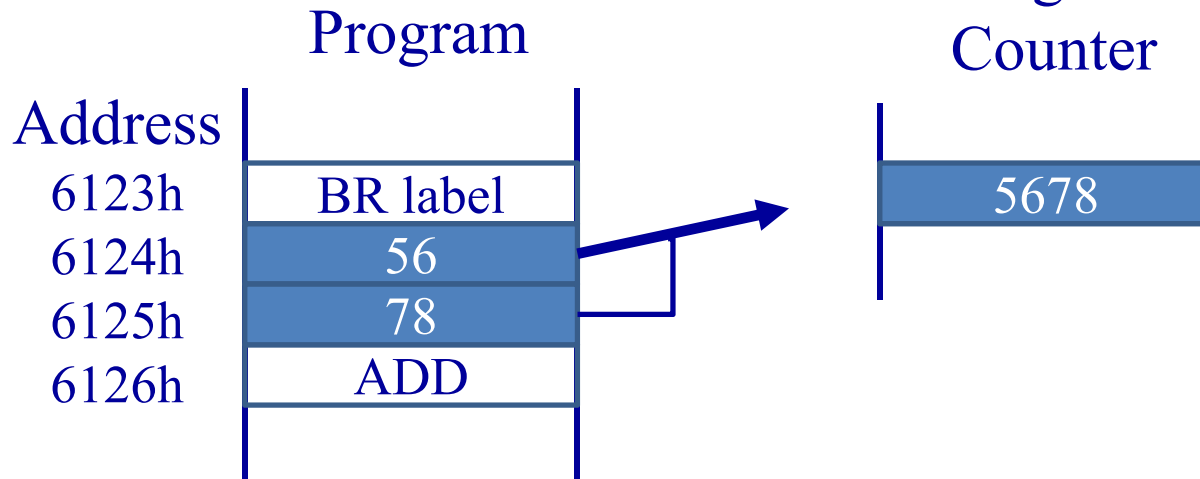 Program
Counter
Address
6123h BR label 5678
6124h 56
6125h 78
6126h ADD